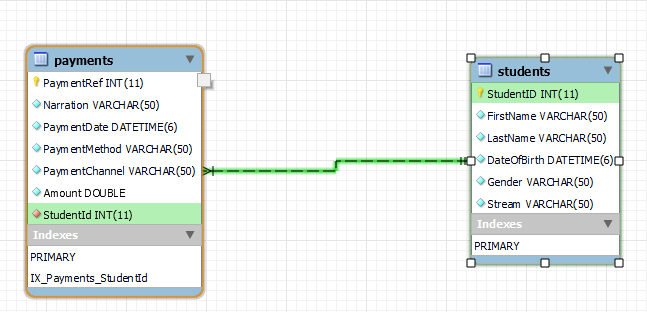 payments
PaymentRef INT(11)
Narration VARCHAR(50)
PaymentDate DATETIME(6)
PaymentMethod VARCHAR(50)
PaymentChannel VARCHAR(50)
Amount DOUBLE
StudentId INT(11)
Indexes
PRIMARY
IX_Payments_StudentId
students
StudentID INT(11)
FirstName VARCHAR(50)
LastName VARCHAR(50)
DateOfBirth DATETIME(6)
Gender VARCHAR(50)
Stream VARCHAR(50)
Indexes
PRIMARY